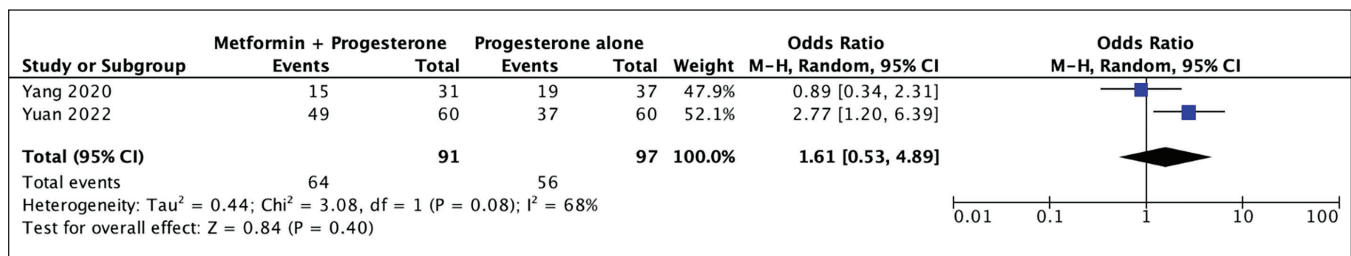 Metformin + Progesterone Progesterone alone Odds Ratio Odds Ratio
Study or Subgroup Events Total Events Total Weight M-H, Random, 95% CI M-H, Random, 95% CI
Yang 2020 15 31 19 37 47.9% 0.89 [0.34, 2.31]
Yuan 2022 49 60 37 60 52.1% 2.77 [1.20, 6.39]
Total (95% CI) 91 97 100.0% 1.61 [0.53, 4.89]
Total events 64 56
Heterogeneity: Tau² = 0.44; Chi² = 3.08, df = 1 (P = 0.08); I² = 68%
Test for overall effect: Z = 0.84 (P = 0.40)
0.01 0.1 1 10 100